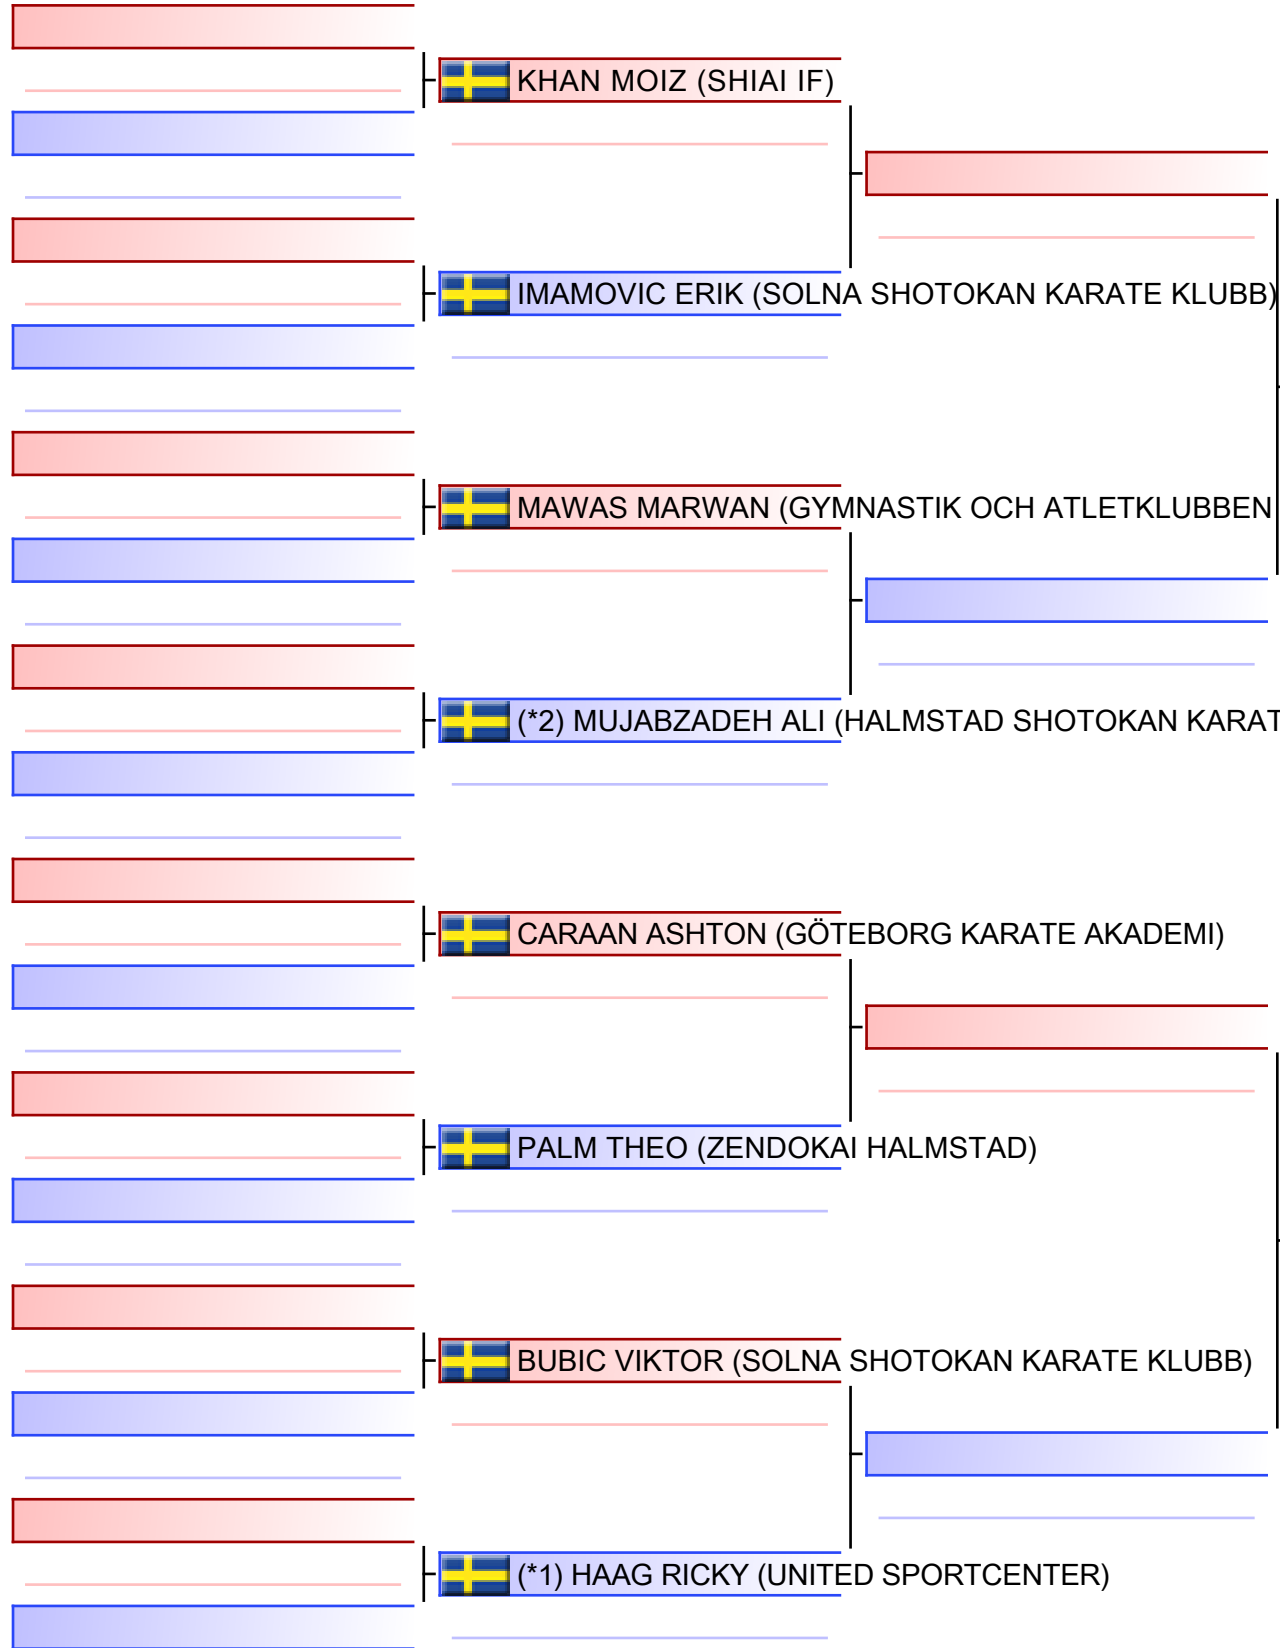 KHAN MOIZ (SHIAI IF)
IMAMOVIC ERIK (SOLNA SHOTOKAN KARATE KLUBB)
MAWAS MARWAN (GYMNASTIK OCH ATLETKLUBBEN
(*2) MUJABZADEH ALI (HALMSTAD SHOTOKAN KARAT
CARAAN ASHTON (GÖTEBORG KARATE AKADEMI)
PALM THEO (ZENDOKAI HALMSTAD)
BUBIC VIKTOR (SOLNA SHOTOKAN KARATE KLUBB)
(*1) HAAG RICKY (UNITED SPORTCENTER)